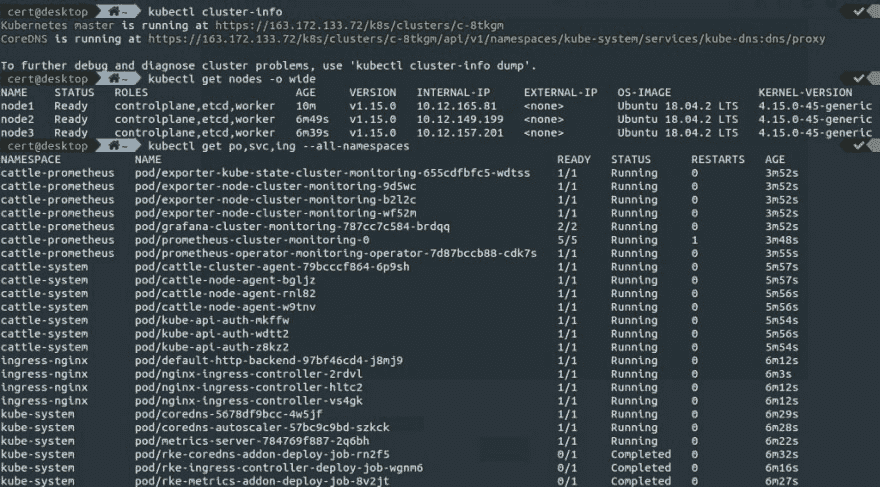 cert@desktop ~ kubectl cluster-info
Kubernetes master is running at https://163.172.133.72/k8s/clusters/c-8tkgm
CoreDNS is running at https://163.172.133.72/k8s/clusters/c-8tkgm/api/v1/namespaces/kube-system/services/kube-dns:dns/proxy
To further debug and diagnose cluster problems, use 'kubectl cluster-info dump'.
cert@desktop ~ kubectl get nodes -o wide
NAME STATUS ROLES AGE VERSION INTERNAL-IP EXTERNAL-IP OS-IMAGE KERNEL-VERSION
node1 Ready controlplane,etcd,worker 10m v1.15.0 10.12.165.81 <none> Ubuntu 18.04.2 LTS 4.15.0-45-generic
node2 Ready controlplane,etcd,worker 6m49s v1.15.0 10.12.149.199 <none> Ubuntu 18.04.2 LTS 4.15.0-45-generic
node3 Ready controlplane,etcd,worker 6m39s v1.15.0 10.12.157.201 <none> Ubuntu 18.04.2 LTS 4.15.0-45-generic
cert@desktop ~ kubectl get po,svc,ing --all-namespaces
NAMESPACE NAME READY STATUS RESTARTS AGE
cattle-prometheus pod/exporter-kube-state-cluster-monitoring-655cdfbfc5-wdtss 1/1 Running 0 3m52s
cattle-prometheus pod/exporter-node-cluster-monitoring-9d5wc 1/1 Running 0 3m52s
cattle-prometheus pod/exporter-node-cluster-monitoring-b2l2c 1/1 Running 0 3m52s
cattle-prometheus pod/exporter-node-cluster-monitoring-wf52m 1/1 Running 0 3m52s
cattle-prometheus pod/grafana-cluster-monitoring-787cc7c584-brdqq 2/2 Running 0 3m52s
cattle-prometheus pod/prometheus-cluster-monitoring-0 5/5 Running 1 3m48s
cattle-prometheus pod/prometheus-operator-monitoring-operator-7d87bccb88-cdk7s 1/1 Running 0 3m55s
cattle-system pod/cattle-cluster-agent-79bcccf864-6p9sh 1/1 Running 0 5m57s
cattle-system pod/cattle-node-agent-bgljz 1/1 Running 0 5m57s
cattle-system pod/cattle-node-agent-rnl82 1/1 Running 0 5m56s
cattle-system pod/cattle-node-agent-w9tnv 1/1 Running 0 5m56s
cattle-system pod/kube-api-auth-mkffw 1/1 Running 0 5m54s
cattle-system pod/kube-api-auth-wdtt2 1/1 Running 0 5m56s
cattle-system pod/kube-api-auth-z8kz2 1/1 Running 0 5m54s
ingress-nginx pod/default-http-backend-97bf46cd4-j8mj9 1/1 Running 0 6m12s
ingress-nginx pod/nginx-ingress-controller-2rdvl 1/1 Running 0 6m3s
ingress-nginx pod/nginx-ingress-controller-hltc2 1/1 Running 0 6m12s
ingress-nginx pod/nginx-ingress-controller-vs4gk 1/1 Running 0 6m12s
kube-system pod/coredns-5678df9bcc-4w5jf 1/1 Running 0 6m29s
kube-system pod/coredns-autoscaler-57bc9c9bd-szkck 1/1 Running 0 6m28s
kube-system pod/metrics-server-784769f887-2q6bh 1/1 Running 0 6m22s
kube-system pod/rke-coredns-addon-deploy-job-rn2f5 0/1 Completed 0 6m32s
kube-system pod/rke-ingress-controller-deploy-job-wgnm6 0/1 Completed 0 6m16s
kube-system pod/rke-metrics-addon-deploy-job-8v2jt 0/1 Completed 0 6m27s